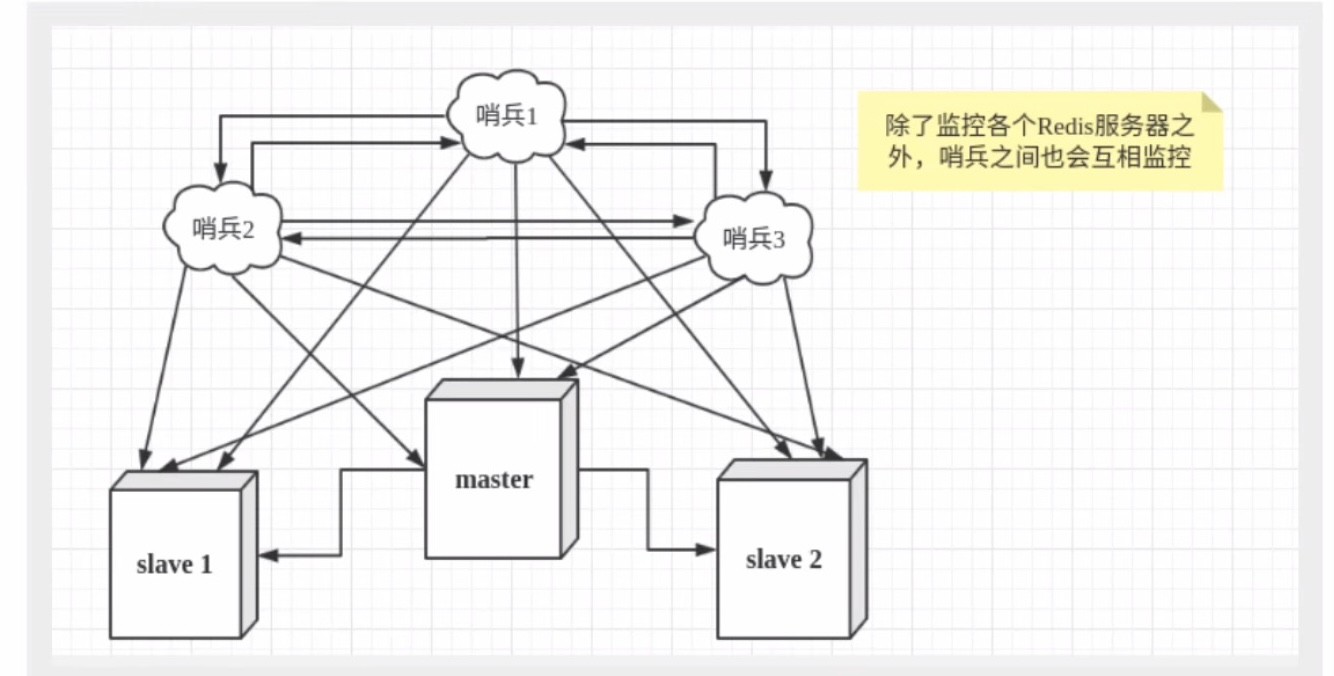 哨兵1
除了监控各个Redis服务器之
外，哨兵之间也会互相监控
哨兵2
哨兵3
master
slave 1
slave 2